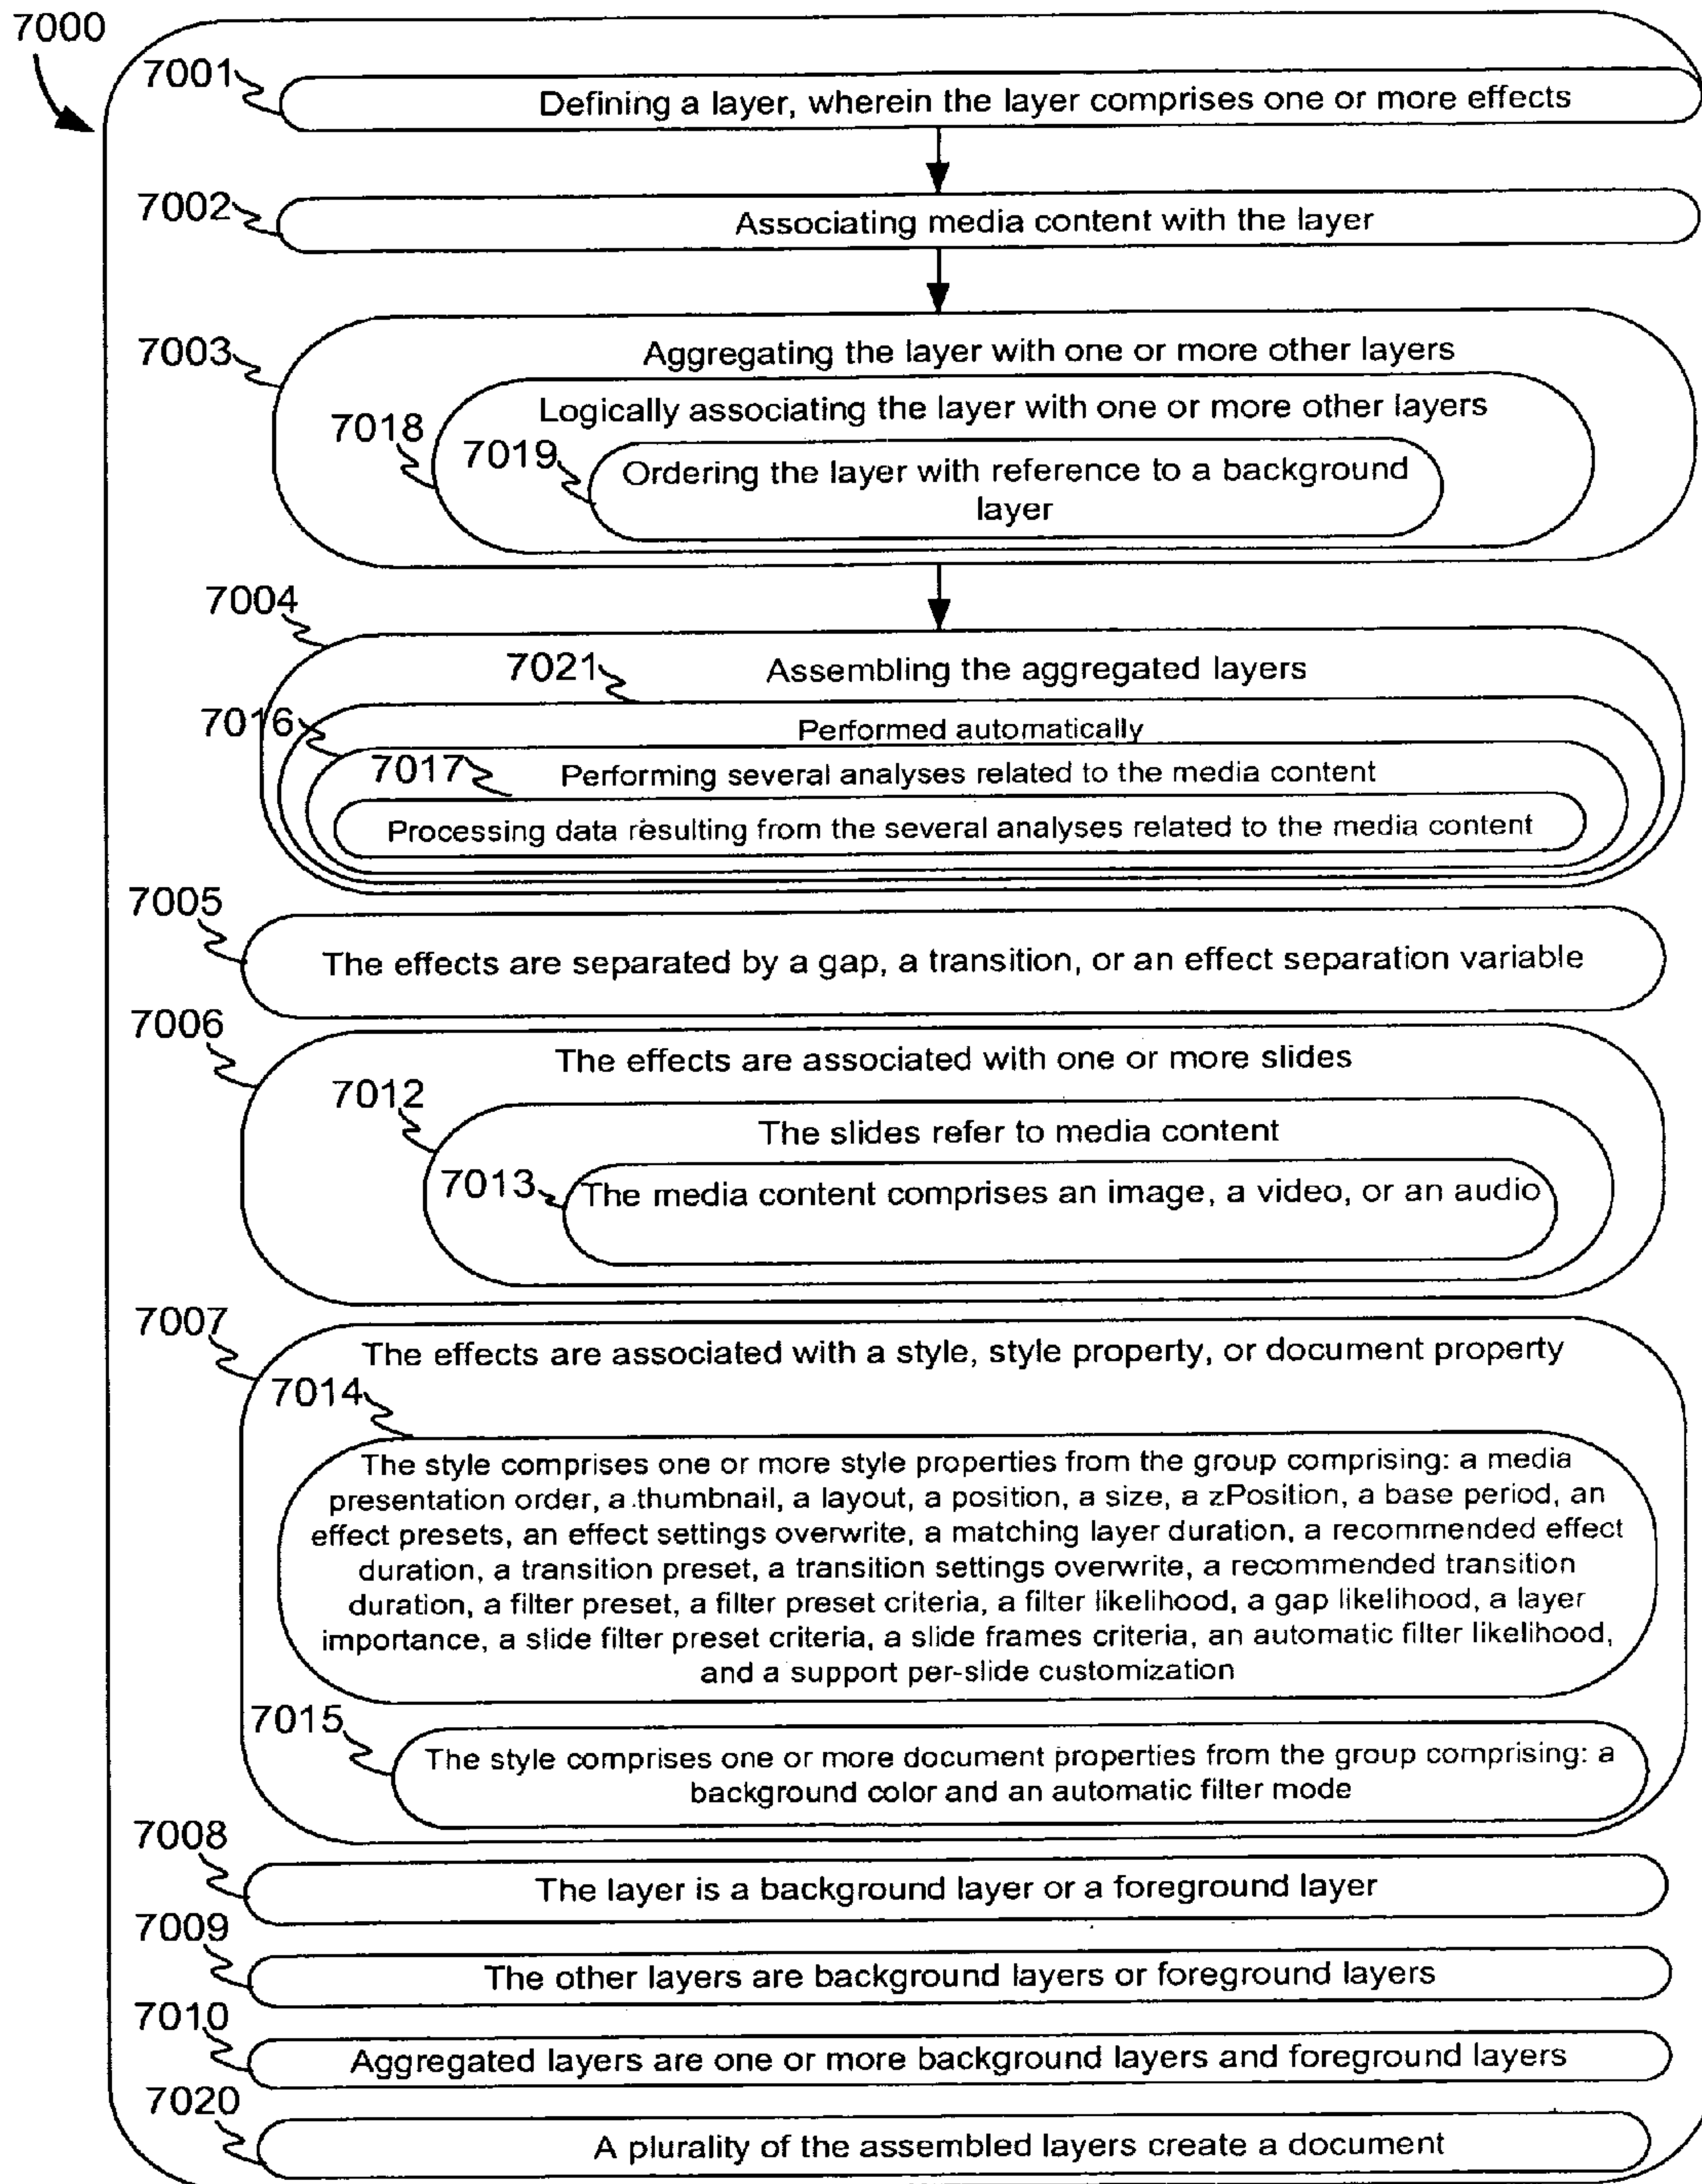 7000
7001
Defining a layer, wherein the layer comprises one or more effects
7002
Associating media content with the layer
7003
Aggregating the layer with one or more other layers
7018
Logically associating the layer with one or more other layers
7019
Ordering the layer with reference to a background
layer
7004
7021
Assembling the aggregated layers
7016
Performed automatically
7017
Performing several analyses related to the media content
Processing data resulting from the several analyses related to the media content
7005
The effects are separated by a gap, a transition, or an effect separation variable
7006
The effects are associated with one or more slides
7012
The slides refer to media content
7013
The media content comprises an image, a video, or an audio
7007
The effects are associated with a style, style property, or document property
7014
The style comprises one or more style properties from the group comprising: a media
presentation order, a thumbnail, a layout, a position, a size, a zPosition, a base period, an
effect presets, an effect settings overwrite, a matching layer duration, a recommended effect
duration, a transition preset, a transition settings overwrite, a recommended transition
duration, a filter preset, a filter preset criteria, a filter likelihood, a gap likelihood, a layer
importance, a slide filter preset criteria, a slide frames criteria, an automatic filter likelihood,
and a support per-slide customization
7015
The style comprises one or more document properties from the group comprising: a
background color and an automatic filter mode
7008
The layer is a background layer or a foreground layer
7009
The other layers are background layers or foreground layers
7010
Aggregated layers are one or more background layers and foreground layers
7020
A plurality of the assembled layers create a document